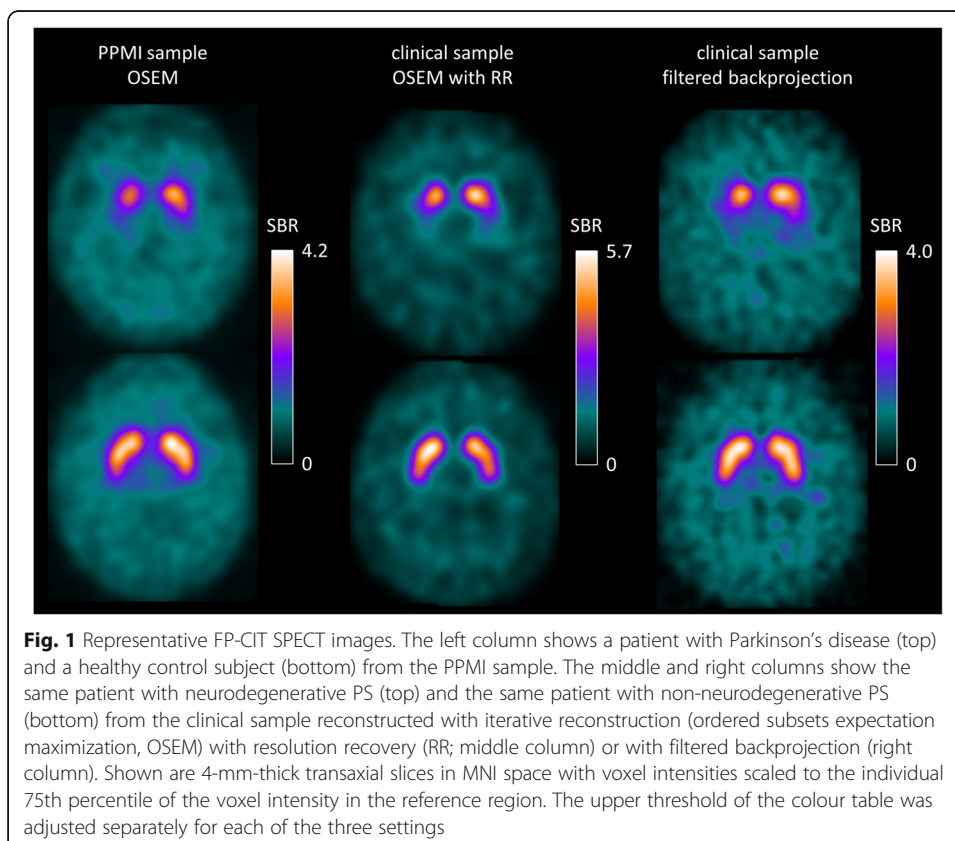 PPMI sample
OSEM
clinical sample
OSEM with RR
clinical sample
filtered backprojection
SBR
4.2
0
SBR
5.7
0
SBR
4.0
0
Fig. 1 Representative FP-CIT SPECT images. The left column shows a patient with Parkinson's disease (top)
and a healthy control subject (bottom) from the PPMI sample. The middle and right columns show the
same patient with neurodegenerative PS (top) and the same patient with non-neurodegenerative PS
(bottom) from the clinical sample reconstructed with iterative reconstruction (ordered subsets expectation
maximization, OSEM) with resolution recovery (RR; middle column) or with filtered backprojection (right
column). Shown are 4-mm-thick transaxial slices in MNI space with voxel intensities scaled to the individual
75th percentile of the voxel intensity in the reference region. The upper threshold of the colour table was
adjusted separately for each of the three settings